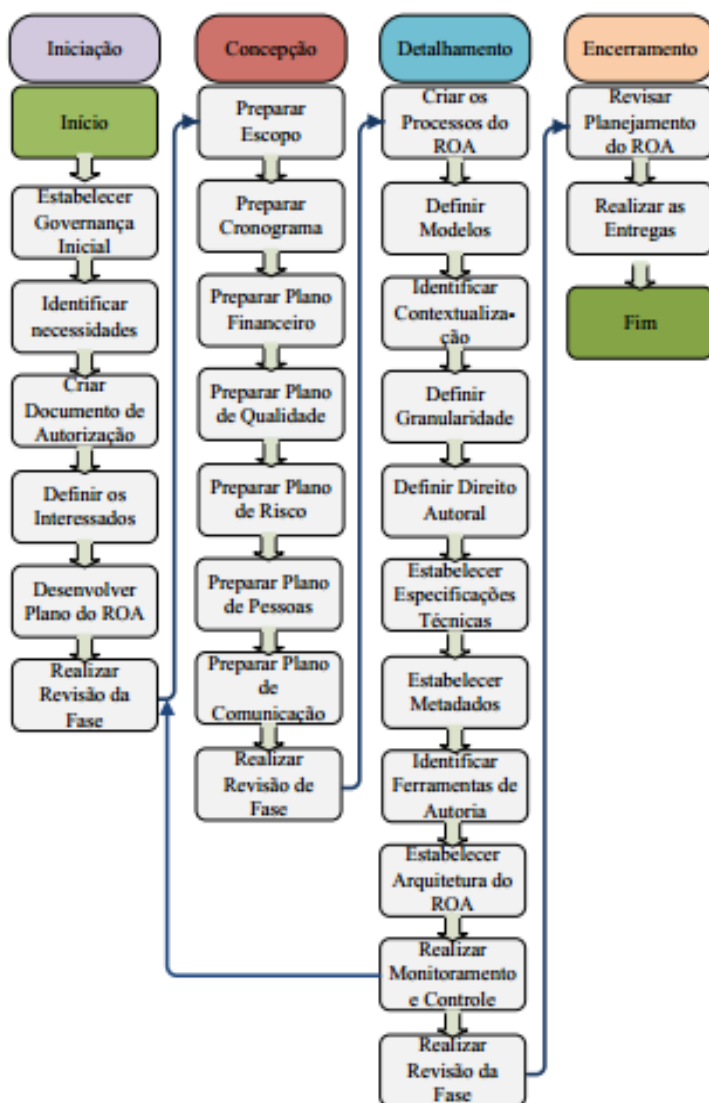 Iniciação
Início
Estabelecer
Governança
Inicial
Identificar
necessidades
Criar
Documento de
Autorização
Definir os
Interessados
Desenvolver
Plano do ROA
Realizar
Revisão da
Fase
Concepção
Preparar
Escopo
Preparar
Cronograma
Preparar Plano
Financeiro
Preparar Plano
de Qualidade
Preparar Plano
de Risco
Preparar Plano
de Pessoas
Preparar Plano
de
Comunicação
Realizar
Revisão de
Fase
Detalhamento
Criar os
Processos do
ROA
Definir
Modelos
Identificar
Contextualiza-
ção
Definir
Granularidade
Definir Direito
Autoral
Estabelecer
Especificações
Técnicas
Estabelecer
Metadados
Identificar
Ferramentas de
Autoria
Estabelecer
Arquitetura do
ROA
Realizar
Monitoramento
e Controle
Realizar
Revisão da
Fase
Encerramento
Revisar
Planejamento
do ROA
Realizar as
Entregas
Fim